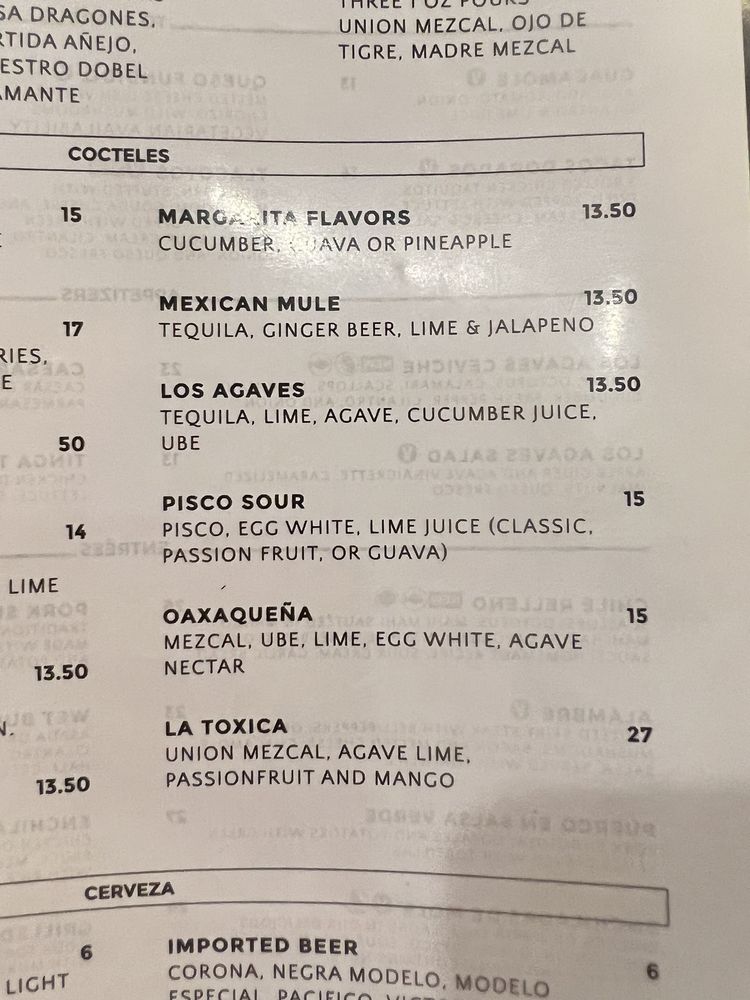 SA DRAGONES,
RTIDA AÑEJO,
ESTRO DOBEL
AMANTE
THREE 1 OZ POURS
UNION MEZCAL, OJO DE
TIGRE, MADRE MEZCAL
COCTELES
15
17
RIES,
E
50
14
LIME
13.50
N.
13.50
MARGARITA FLAVORS 13.50
CUCUMBER, GUAVA OR PINEAPPLE
MEXICAN MULE 13.50
TEQUILA, GINGER BEER, LIME & JALAPENO
LOS AGAVES 13.50
TEQUILA, LIME, AGAVE, CUCUMBER JUICE,
UBE
PISCO SOUR 15
PISCO, EGG WHITE, LIME JUICE (CLASSIC,
PASSION FRUIT, OR GUAVA)
OAXAQUEÑA 15
MEZCAL, UBE, LIME, EGG WHITE, AGAVE
NECTAR
LA TOXICA 27
UNION MEZCAL, AGAVE LIME,
PASSIONFRUIT AND MANGO
CERVEZA
6
LIGHT
IMPORTED BEER 6
CORONA, NEGRA MODELO, MODELO
ESPECIAL, PACIFICO,